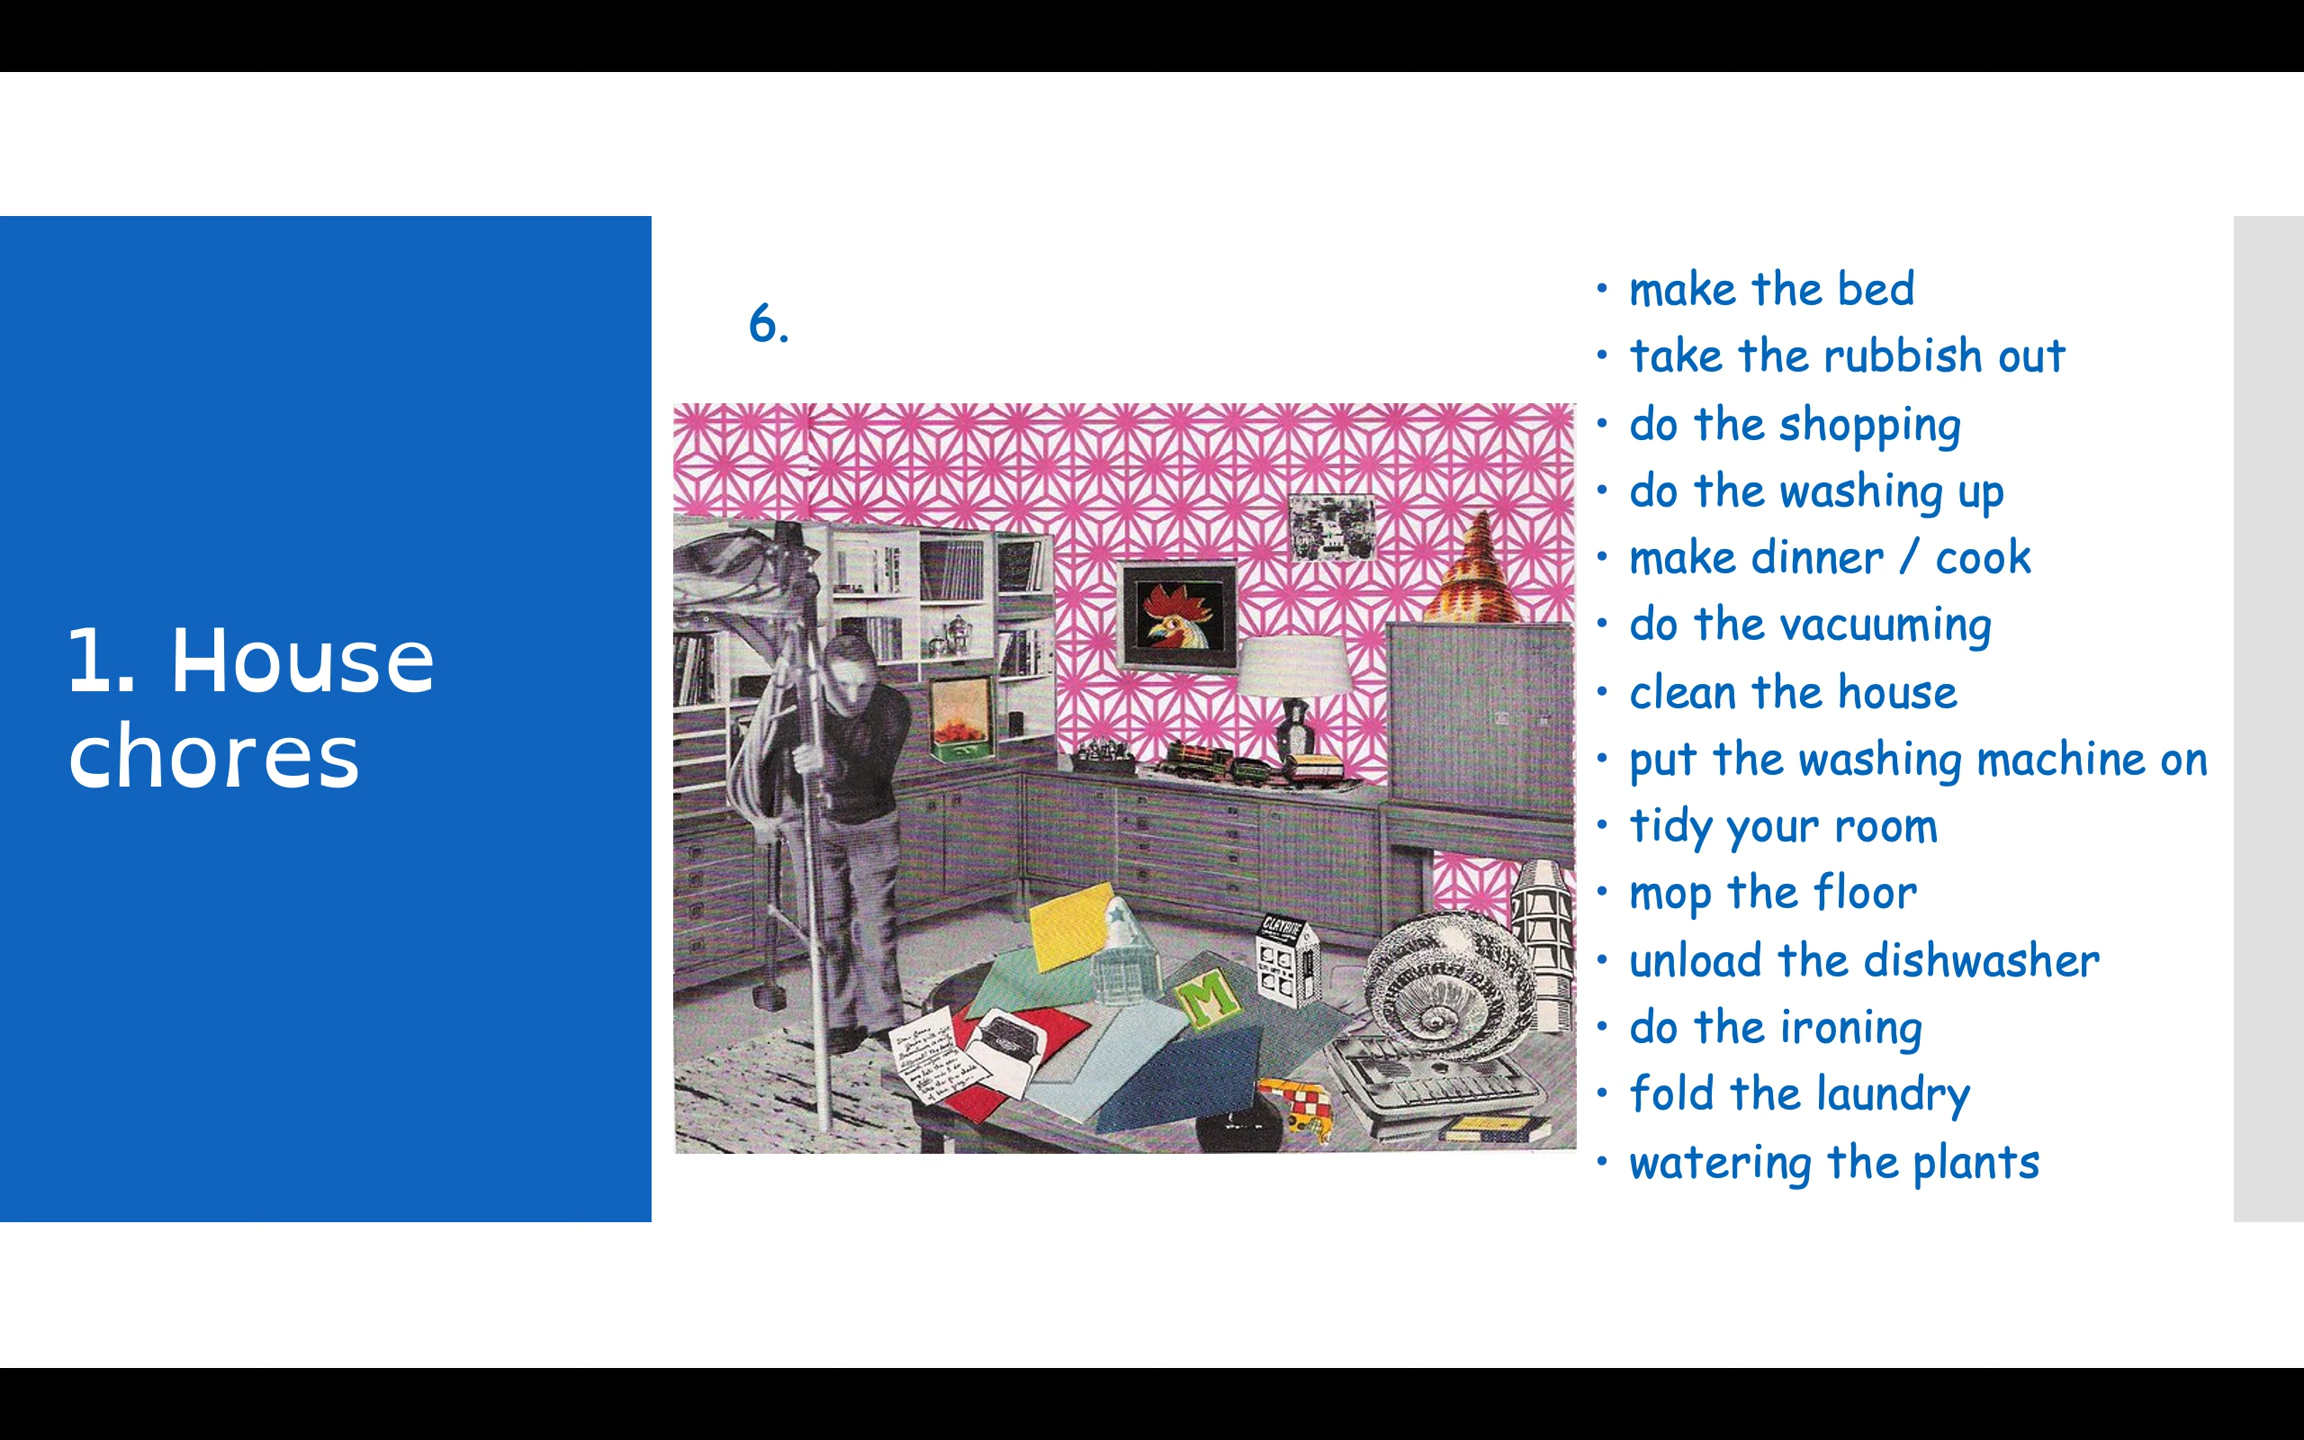 1. House
chores
6.
• make the bed
• take the rubbish out
• do the shopping
• do the washing up
• make dinner / cook
• do the vacuuming
• clean the house
• put the washing machine on
• tidy your room
• mop the floor
• unload the dishwasher
• do the ironing
• fold the laundry
• watering the plants
M